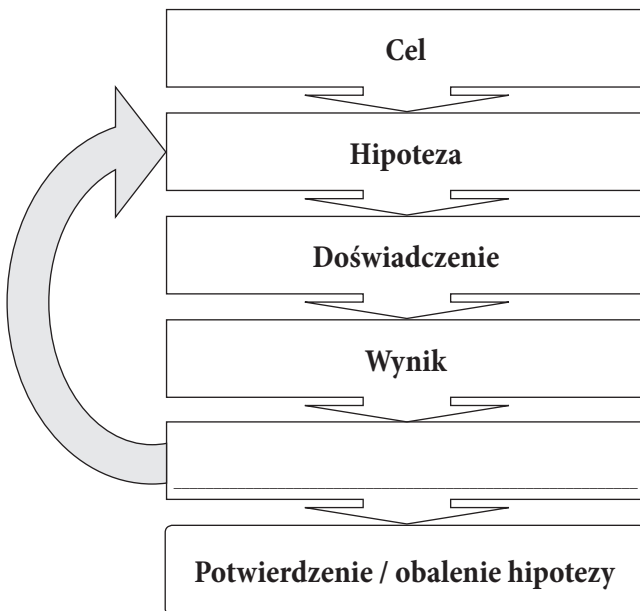 Cel
Hipoteza
Doświadczenie
Wynik
Potwierdzenie / obalenie hipotezy